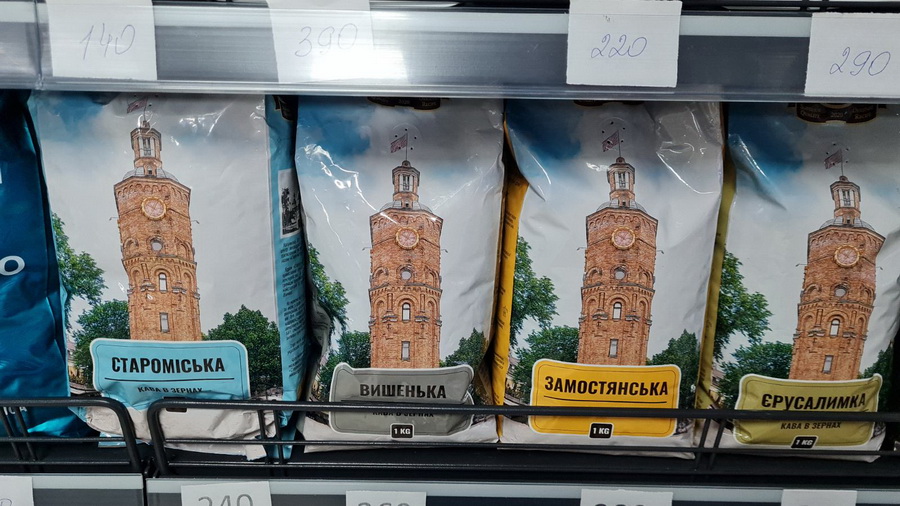 140
390
220
290
СТАРОМІСЬКА
КАВА В ЗЕРНАХ
ВИШЕНЬКА
КАВА В ЗЕРНАХ
1 KG
ЗАМОСТЯНСЬКА
1 KG
ЄРУСАЛИМКА
КАВА В ЗЕРНАХ
1 KG